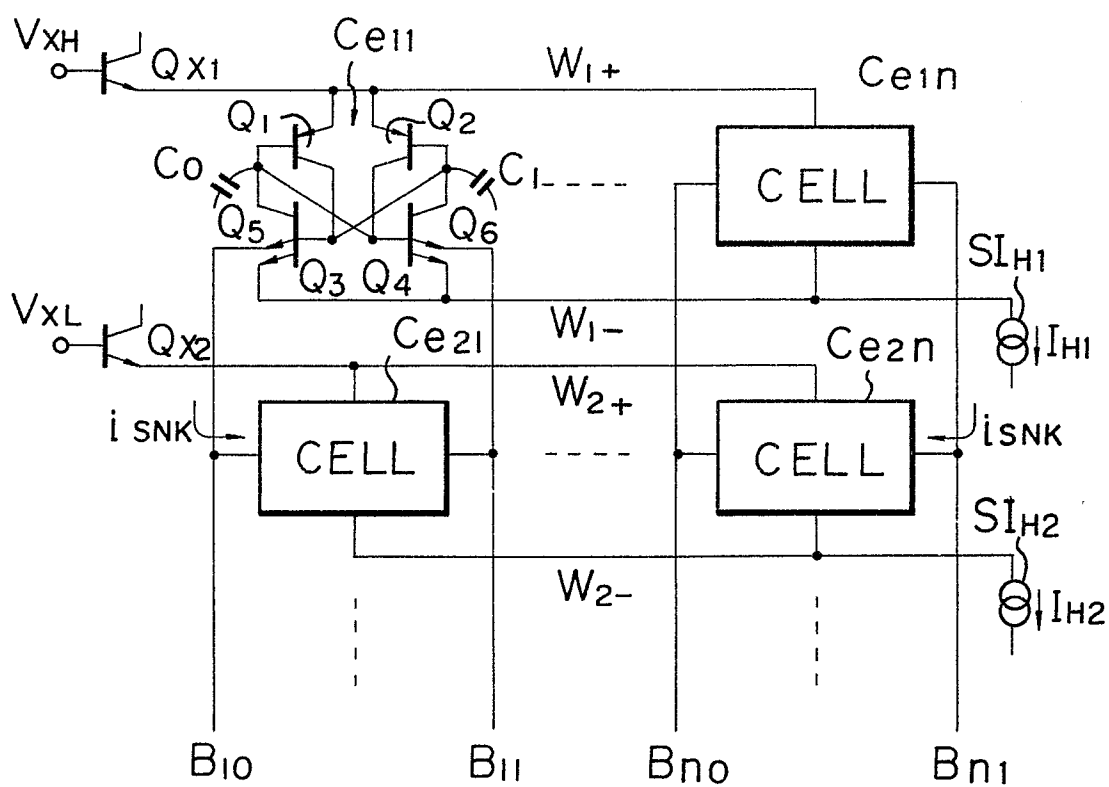 VXH
QX1
Ce11
W1+
Ce1n
Q1
Q2
C0
C1
CELL
Q5
Q6
Q3
Q4
SIH1
VXL
QX2
Ce21
W1-
Ce2n
IH1
W2+
iSNK
CELL
CELL
iSNK
SIH2
W2-
IH2
B10
B11
Bn0
Bn1